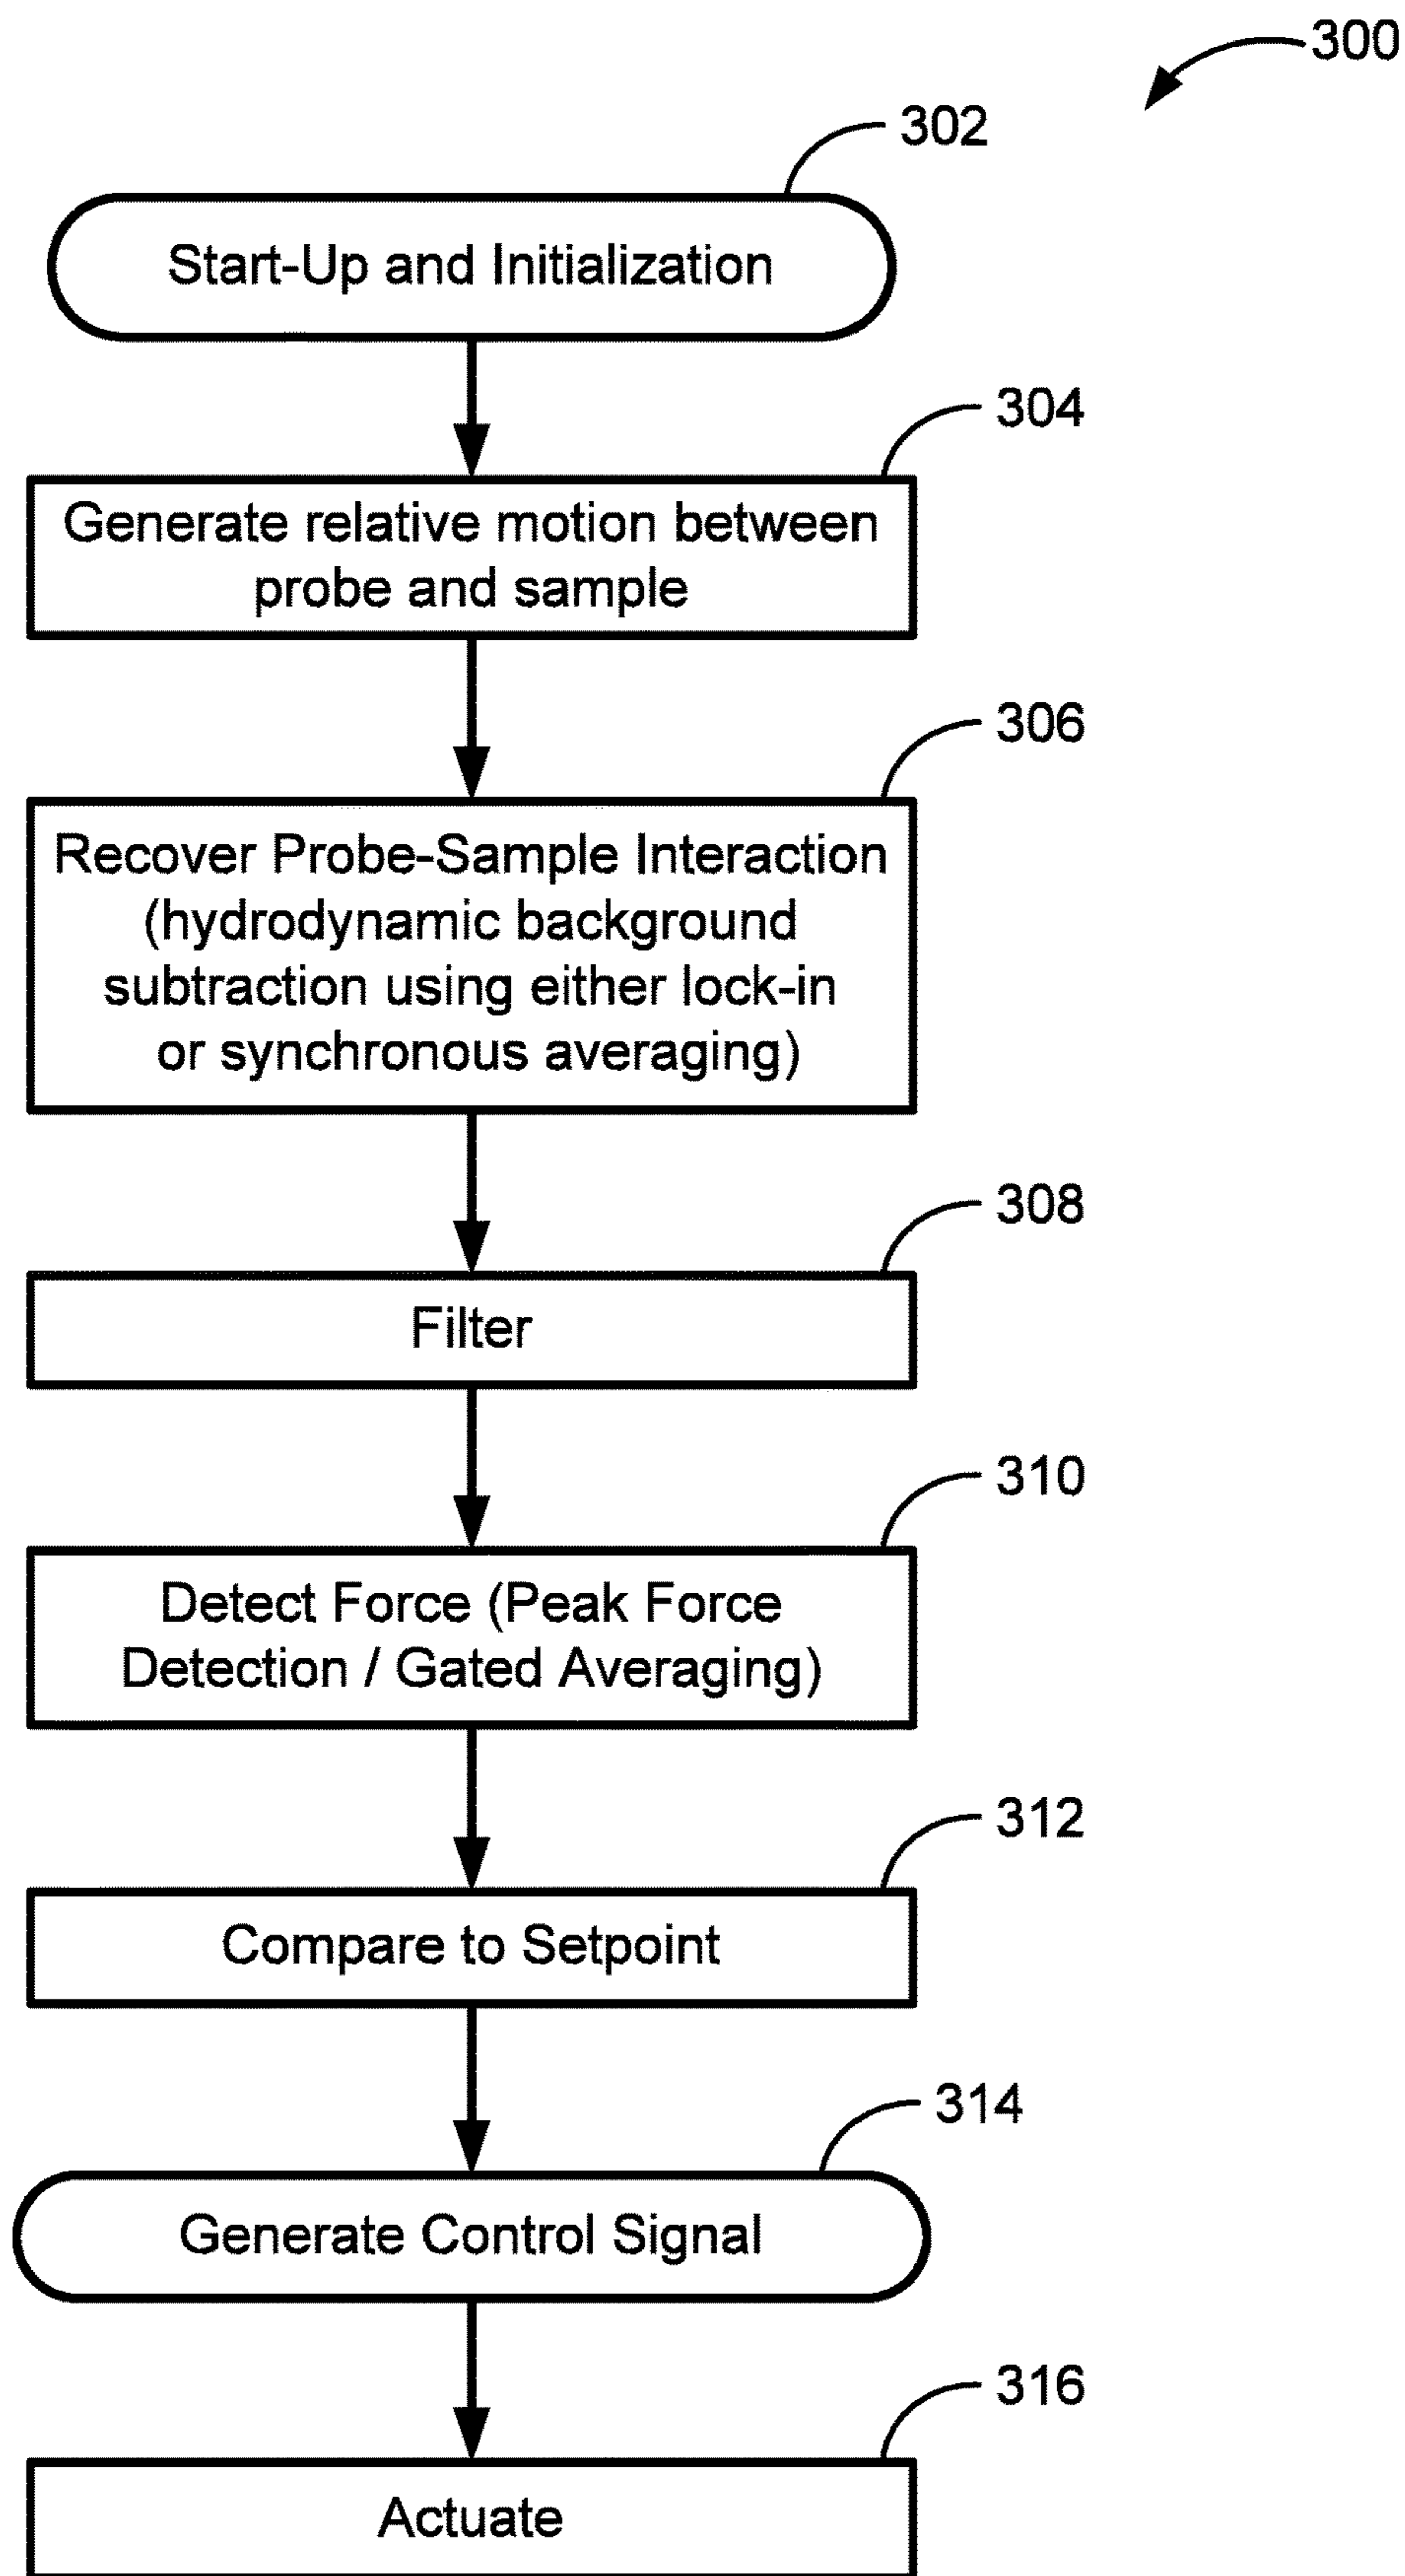 300
302
Start-Up and Initialization
304
Generate relative motion between
probe and sample
306
Recover Probe-Sample Interaction
(hydrodynamic background
subtraction using either lock-in
or synchronous averaging)
308
Filter
310
Detect Force (Peak Force
Detection / Gated Averaging)
312
Compare to Setpoint
314
Generate Control Signal
316
Actuate